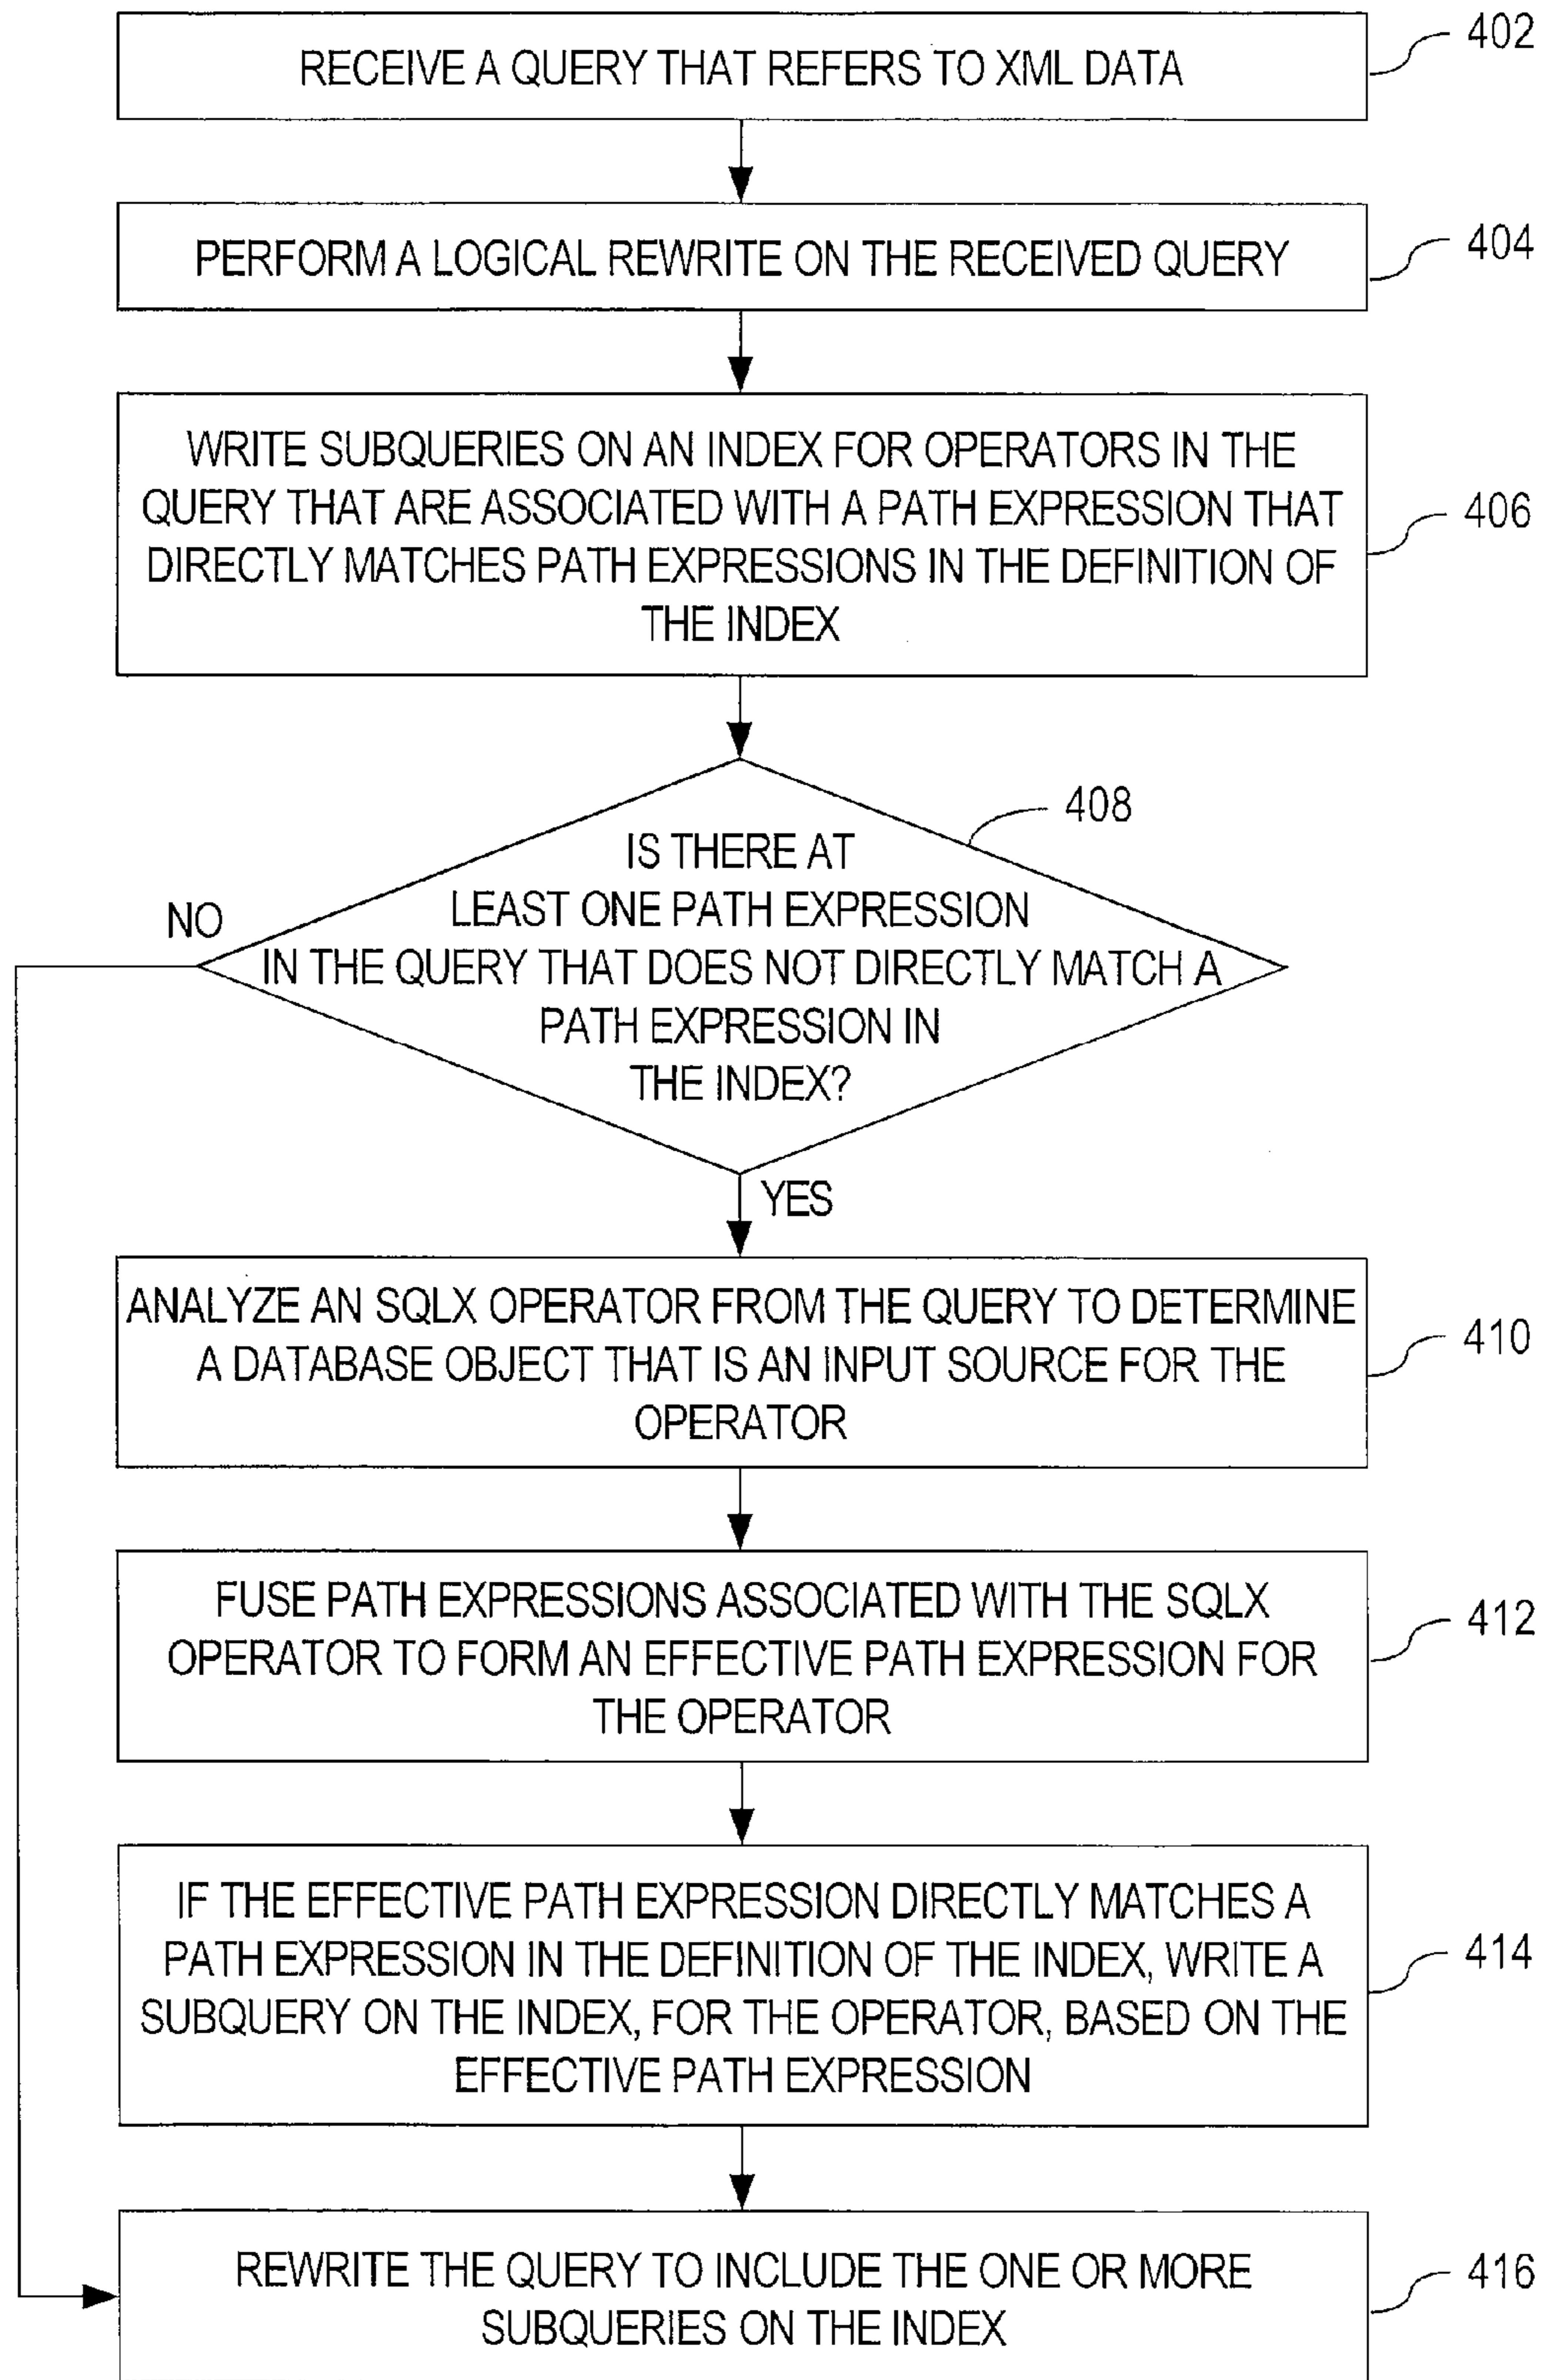 RECEIVE A QUERY THAT REFERS TO XML DATA
402
PERFORM A LOGICAL REWRITE ON THE RECEIVED QUERY
404
WRITE SUBQUERIES ON AN INDEX FOR OPERATORS IN THE
QUERY THAT ARE ASSOCIATED WITH A PATH EXPRESSION THAT
DIRECTLY MATCHES PATH EXPRESSIONS IN THE DEFINITION OF
THE INDEX
406
408
IS THERE AT
LEAST ONE PATH EXPRESSION
IN THE QUERY THAT DOES NOT DIRECTLY MATCH A
PATH EXPRESSION IN
THE INDEX?
NO
YES
ANALYZE AN SQLX OPERATOR FROM THE QUERY TO DETERMINE
A DATABASE OBJECT THAT IS AN INPUT SOURCE FOR THE
OPERATOR
410
FUSE PATH EXPRESSIONS ASSOCIATED WITH THE SQLX
OPERATOR TO FORM AN EFFECTIVE PATH EXPRESSION FOR
THE OPERATOR
412
IF THE EFFECTIVE PATH EXPRESSION DIRECTLY MATCHES A
PATH EXPRESSION IN THE DEFINITION OF THE INDEX, WRITE A
SUBQUERY ON THE INDEX, FOR THE OPERATOR, BASED ON THE
EFFECTIVE PATH EXPRESSION
414
REWRITE THE QUERY TO INCLUDE THE ONE OR MORE
SUBQUERIES ON THE INDEX
416